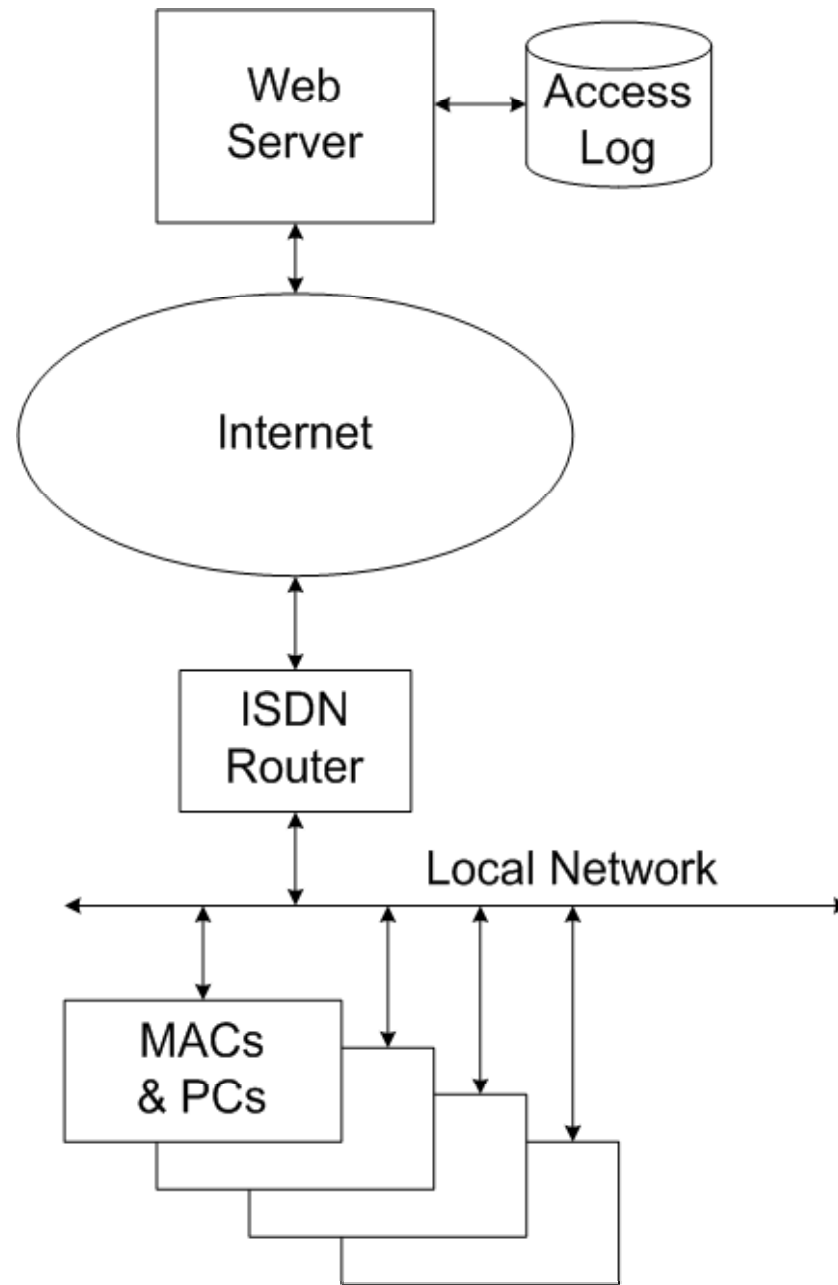 Web
Server
Access
Log
Internet
ISDN
Router
Local Network
MACs
& PCs